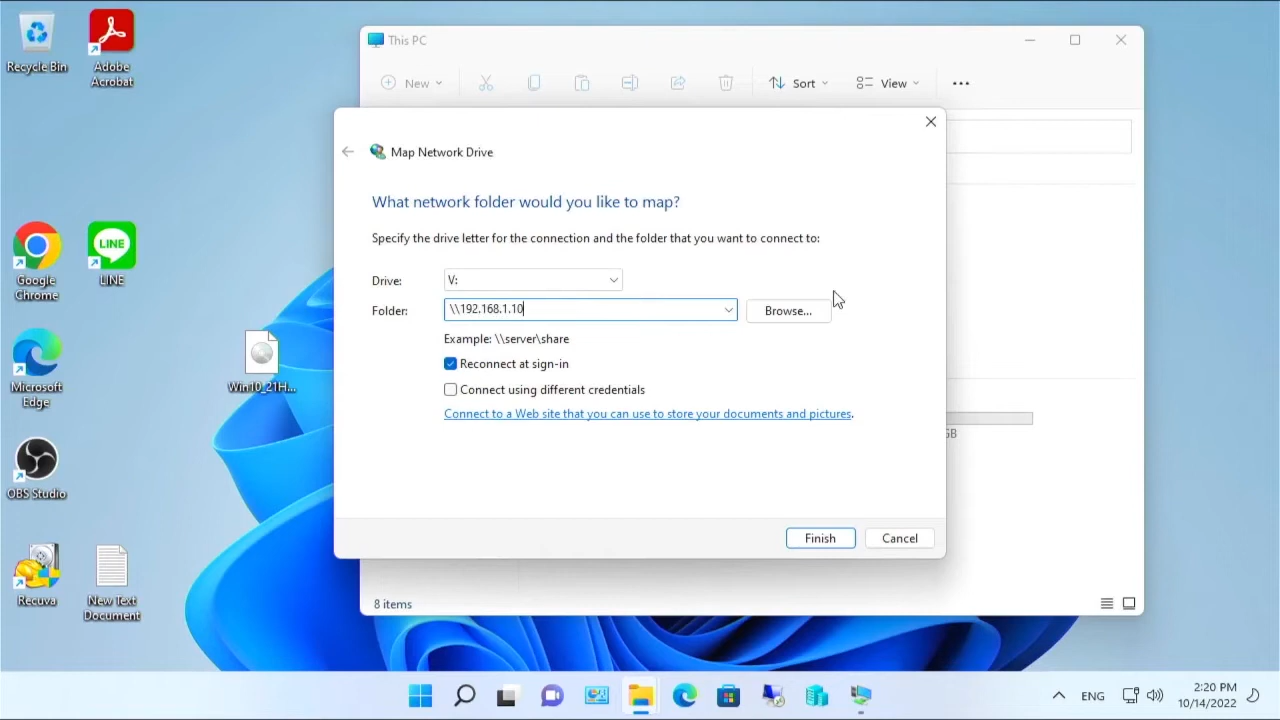 Recycle Bin
Adobe
Acrobat
Google
Chrome
LINE
LINE
Microsoft
Edge
Win10_21H...
OBS Studio
Recuva
New Text
Document
This PC
New
Sort
View
Map Network Drive
What network folder would you like to map?
Specify the drive letter for the connection and the folder that you want to connect to:
Drive:
V:
Folder:
\\192.168.1.10
Browse...
Example: \\server\share
Reconnect at sign-in
Connect using different credentials
Connect to a Web site that you can use to store your documents and pictures.
Finish
Cancel
8 items
ENG
2:20 PM
10/14/2022